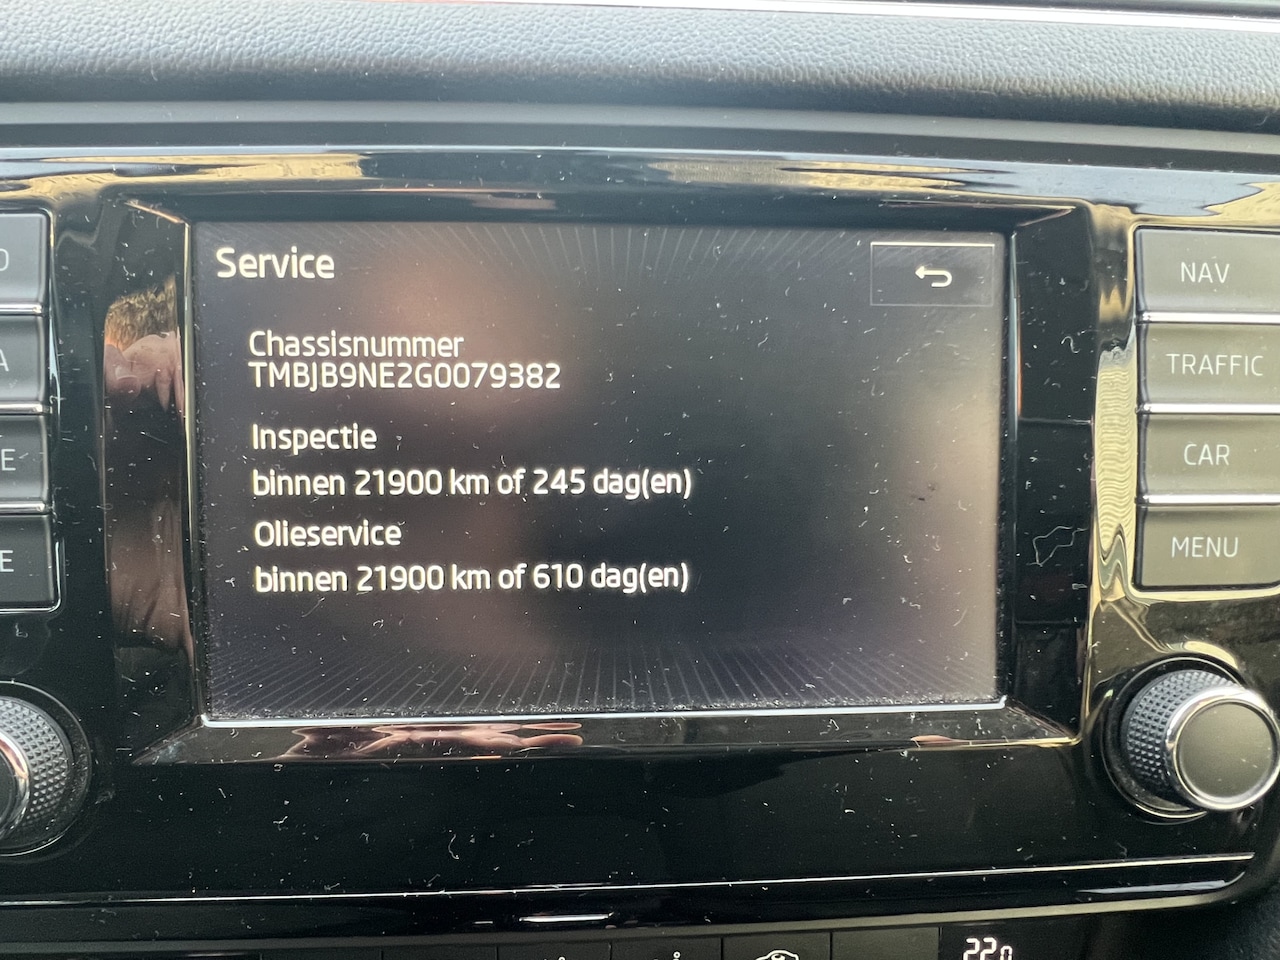 Service
Chassisnummer
TMBJB9NE2G0079382
Inspectie
binnen 21900 km of 245 dag(en)
Olieservice
binnen 21900 km of 610 dag(en)
NAV
TRAFFIC
CAR
MENU